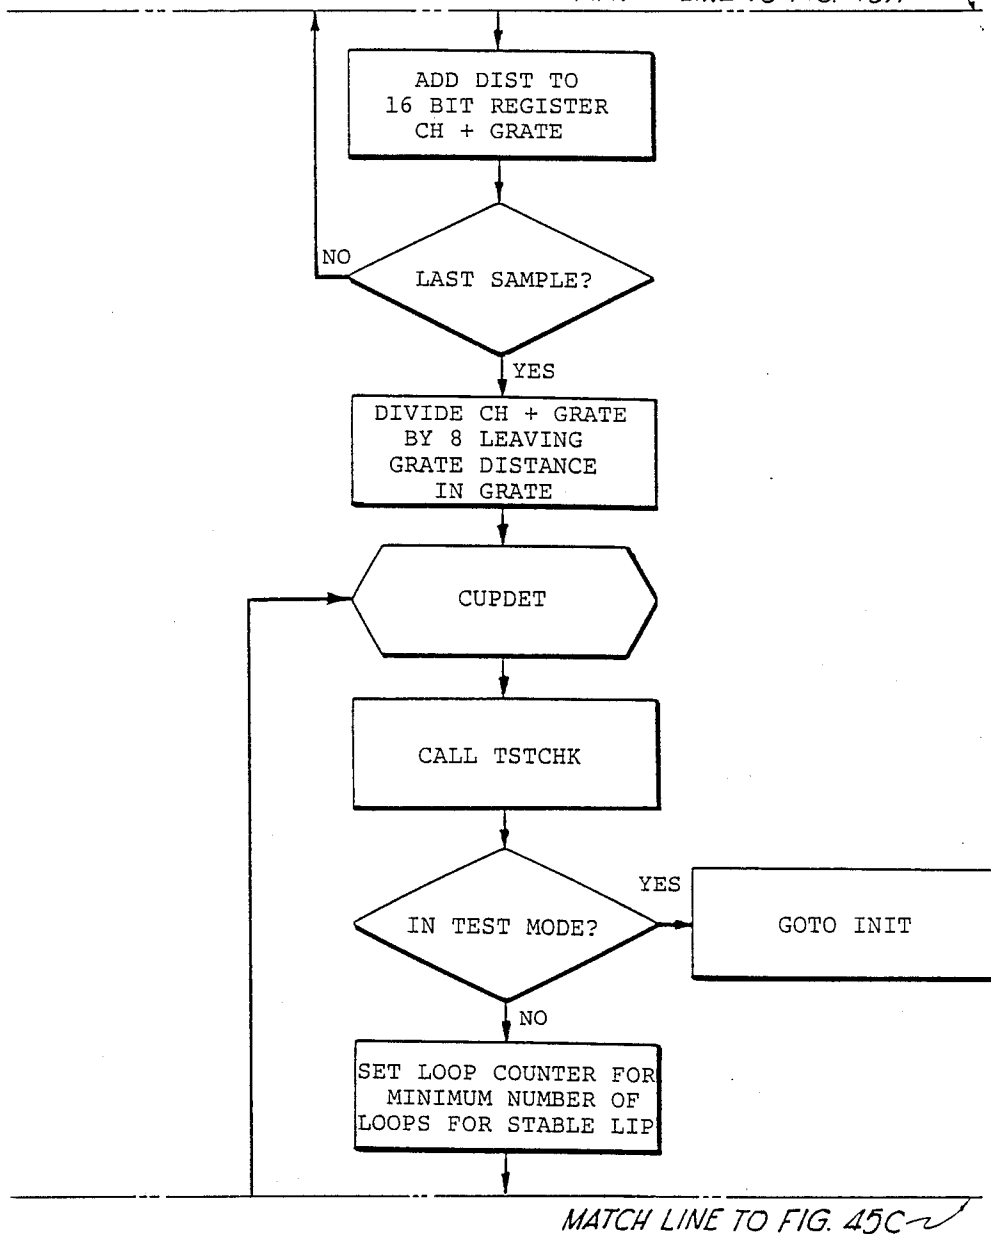 ADD DIST TO
16 BIT REGISTER
CH + GRATE
LAST SAMPLE?
NO
YES
DIVIDE CH + GRATE
BY 8 LEAVING
GRATE DISTANCE
IN GRATE
CUPDET
CALL TSTCHK
IN TEST MODE?
YES
GOTO INIT
NO
SET LOOP COUNTER FOR
MINIMUM NUMBER OF
LOOPS FOR STABLE LIP
MATCH LINE TO FIG. 45C